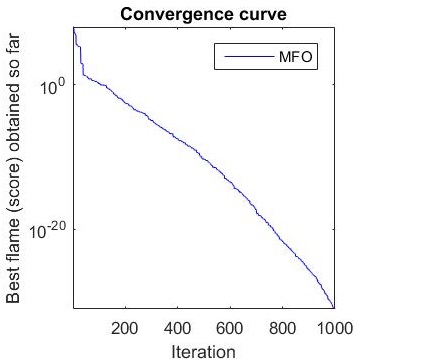 Convergence curve
Best flame (score) obtained so far
MFO
10^0
10^-20
200 400 600 800 1000
Iteration